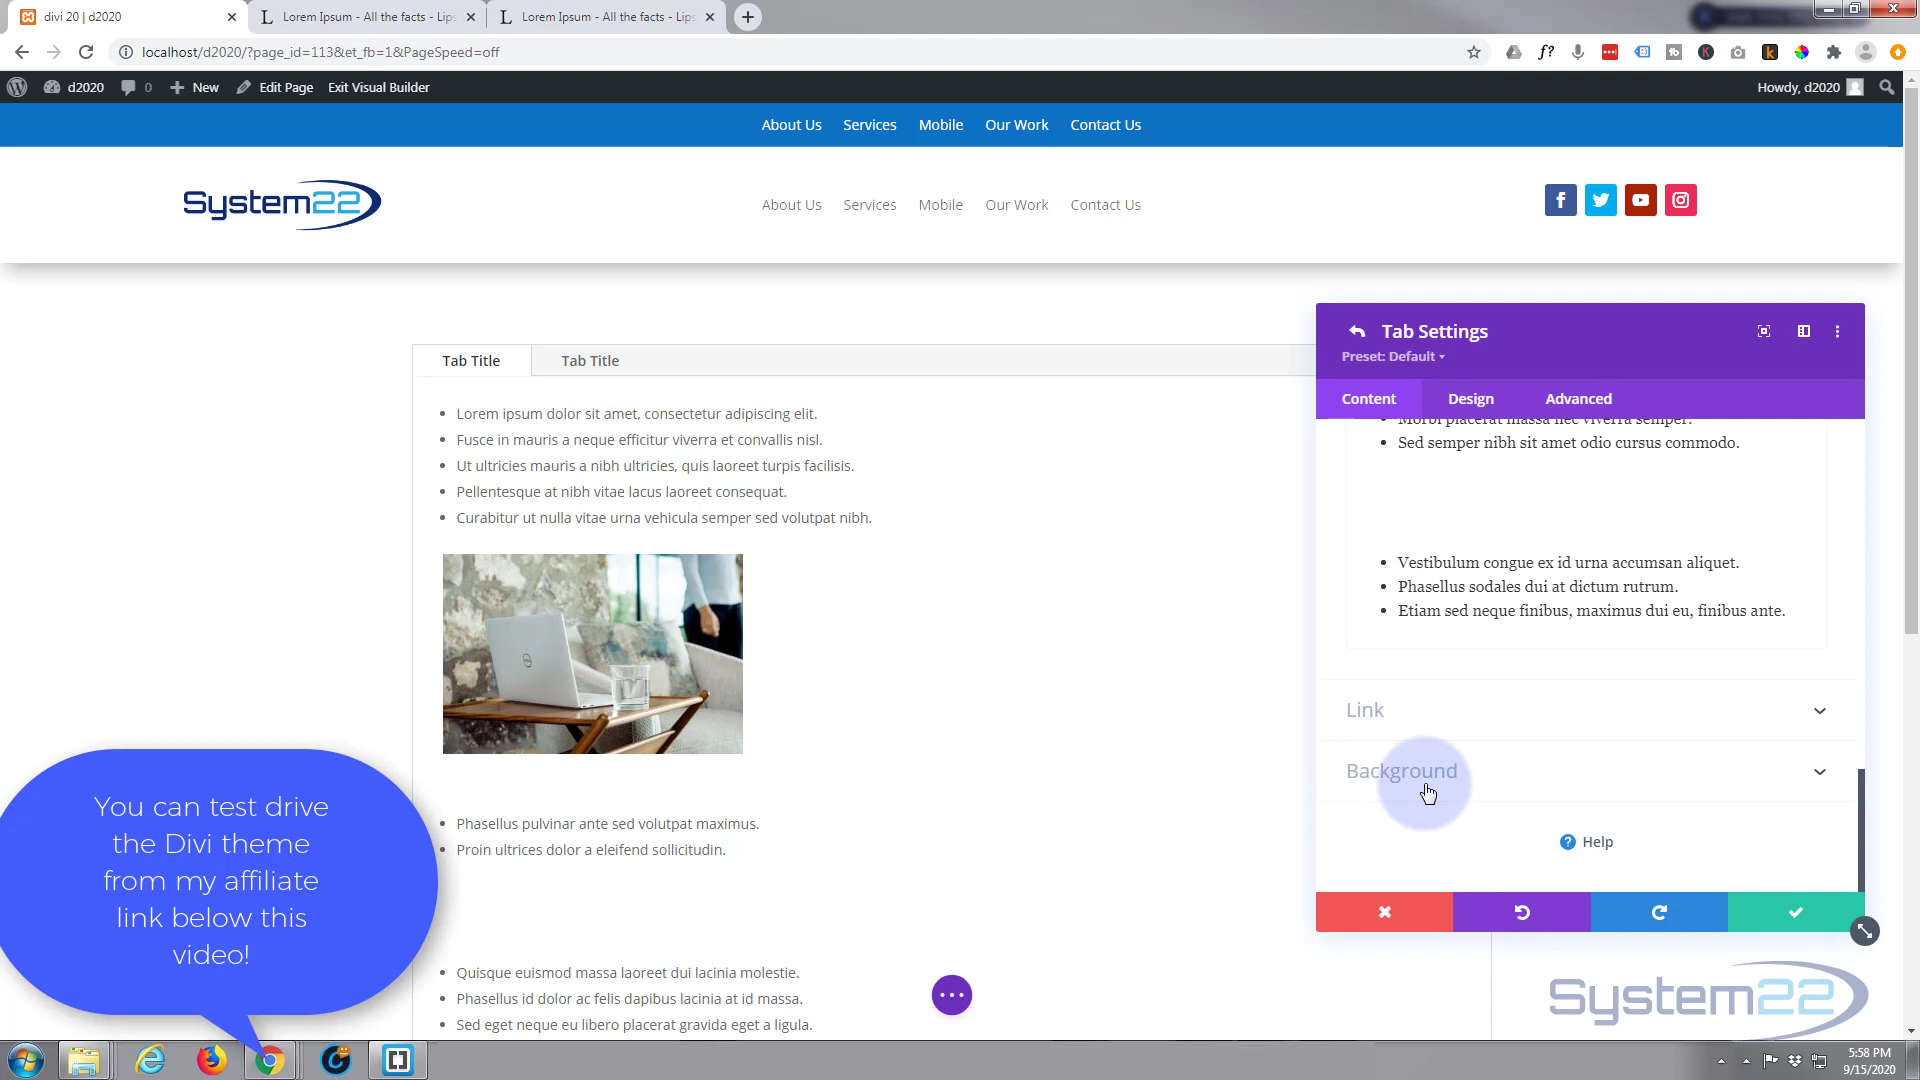 divi 20 | d2020
Lorem Ipsum - All the facts - Lips
Lorem Ipsum - All the facts - Lips
localhost/d2020/?page_id=113&et_fb=1&PageSpeed=off
d2020 0 New Edit Page Exit Visual Builder
Howdy, d2020
About Us Services Mobile Our Work Contact Us
System22
About Us Services Mobile Our Work Contact Us
Tab Title Tab Title
Lorem ipsum dolor sit amet, consectetur adipiscing elit.
Fusce in mauris a neque efficitur viverra et convallis nisl.
Ut ultricies mauris a nibh ultricies, quis laoreet turpis facilisis.
Pellentesque at nibh vitae lacus laoreet consequat.
Curabitur ut nulla vitae urna vehicula semper sed volutpat nibh.
Phasellus pulvinar ante sed volutpat maximus.
Proin ultrices dolor a eleifend sollicitudin.
Quisque euismod massa laoreet dui lacinia molestie.
Phasellus id dolor ac felis dapibus lacinia at id massa.
Sed eget neque eu libero placerat gravida eget a ligula.
Tab Settings
Preset: Default
Content Design Advanced
Morbi placerat massa nec viverra semper.
Sed semper nibh sit amet odio cursus commodo.
Vestibulum congue ex id urna accumsan aliquet.
Phasellus sodales dui at dictum rutrum.
Etiam sed neque finibus, maximus dui eu, finibus ante.
Link
Background
Help
You can test drive
the Divi theme
from my affiliate
link below this
video!
System22
5:58 PM
9/15/2020